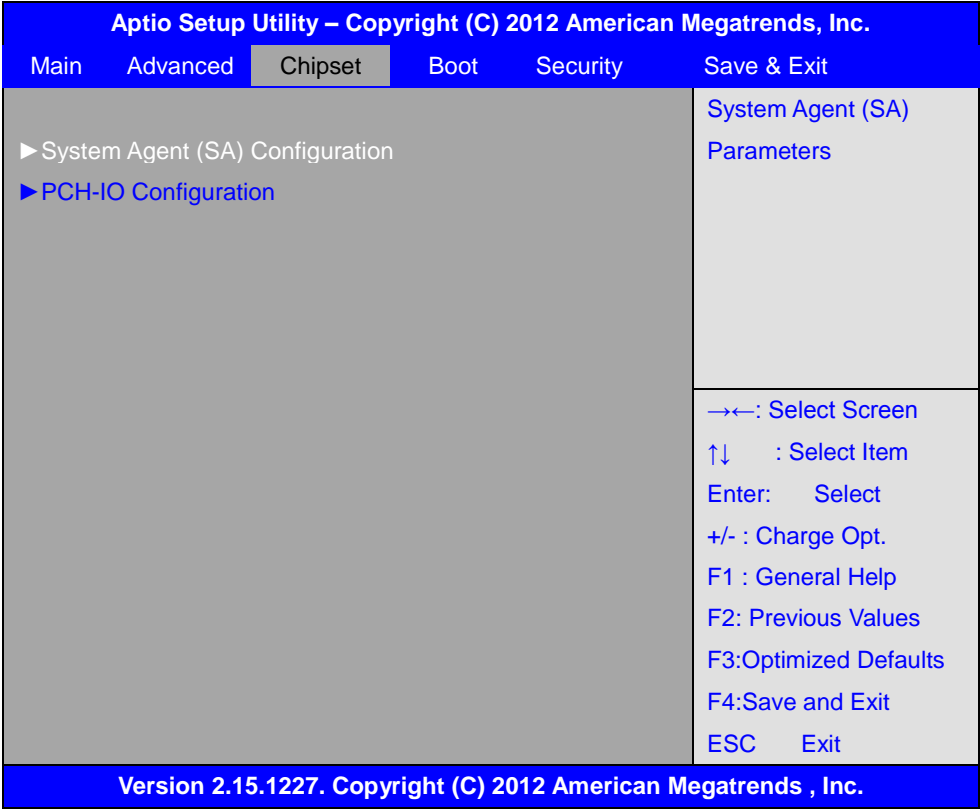 Aptio Setup Utility – Copyright (C) 2012 American Megatrends, Inc.
Main Advanced Chipset Boot Security Save & Exit
►System Agent (SA) Configuration
►PCH-IO Configuration
System Agent (SA)
Parameters
→←: Select Screen
↑↓ : Select Item
Enter: Select
+/- : Charge Opt.
F1 : General Help
F2: Previous Values
F3:Optimized Defaults
F4:Save and Exit
ESC Exit
Version 2.15.1227. Copyright (C) 2012 American Megatrends , Inc.